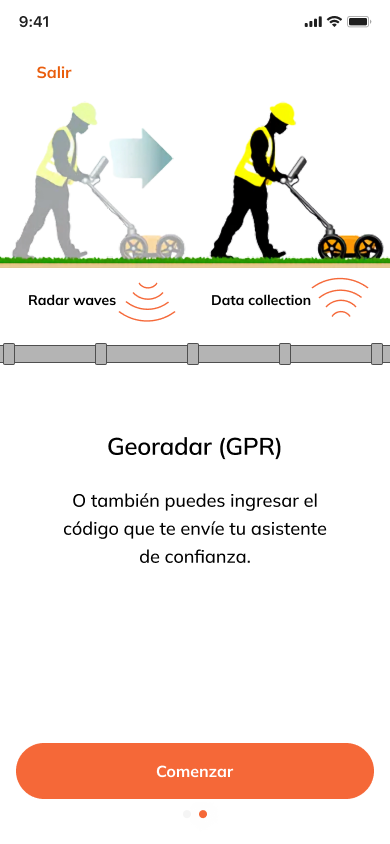 9:41
Salir
Radar waves
Data collection
Georadar (GPR)
O también puedes ingresar el
código que te envíe tu asistente
de confianza.
Comenzar